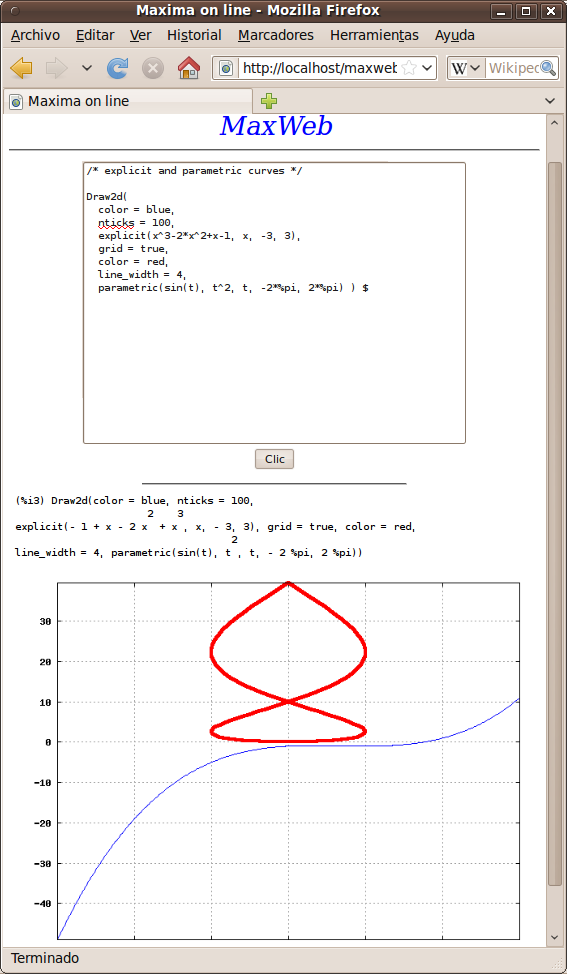 Maxima on line - Mozilla Firefox
Archivo Editar Ver Historial Marcadores Herramientas Ayuda
http://localhost/maxweb W Wikipec
Maxima on line
MaxWeb
/* explicit and parametric curves */
Draw2d(
color = blue,
nticks = 100,
explicit(x^3-2*x^2+x-1, x, -3, 3),
grid = true,
color = red,
line_width = 4,
parametric(sin(t), t^2, t, -2*%pi, 2*%pi) ) $
Clic
(%i3) Draw2d(color = blue, nticks = 100,
2 3
explicit(- 1 + x - 2 x + x , x, - 3, 3), grid = true, color = red,
2
line_width = 4, parametric(sin(t), t , t, - 2 %pi, 2 %pi))
30
20
10
0
-10
-20
-30
-40
Terminado